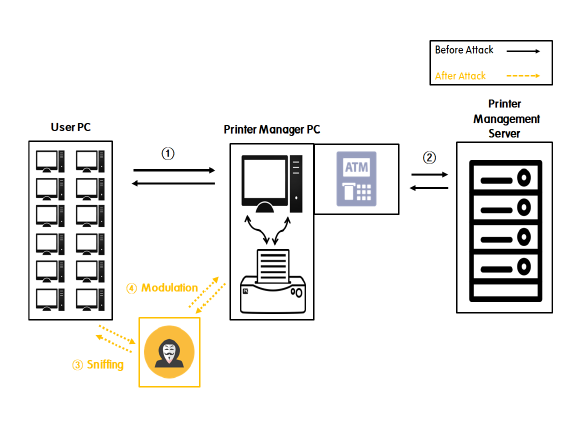 Before Attack
After Attack
Printer
Management
Server
User PC
Printer Manager PC
①
②
ATM
④ Modulation
③ Sniffing